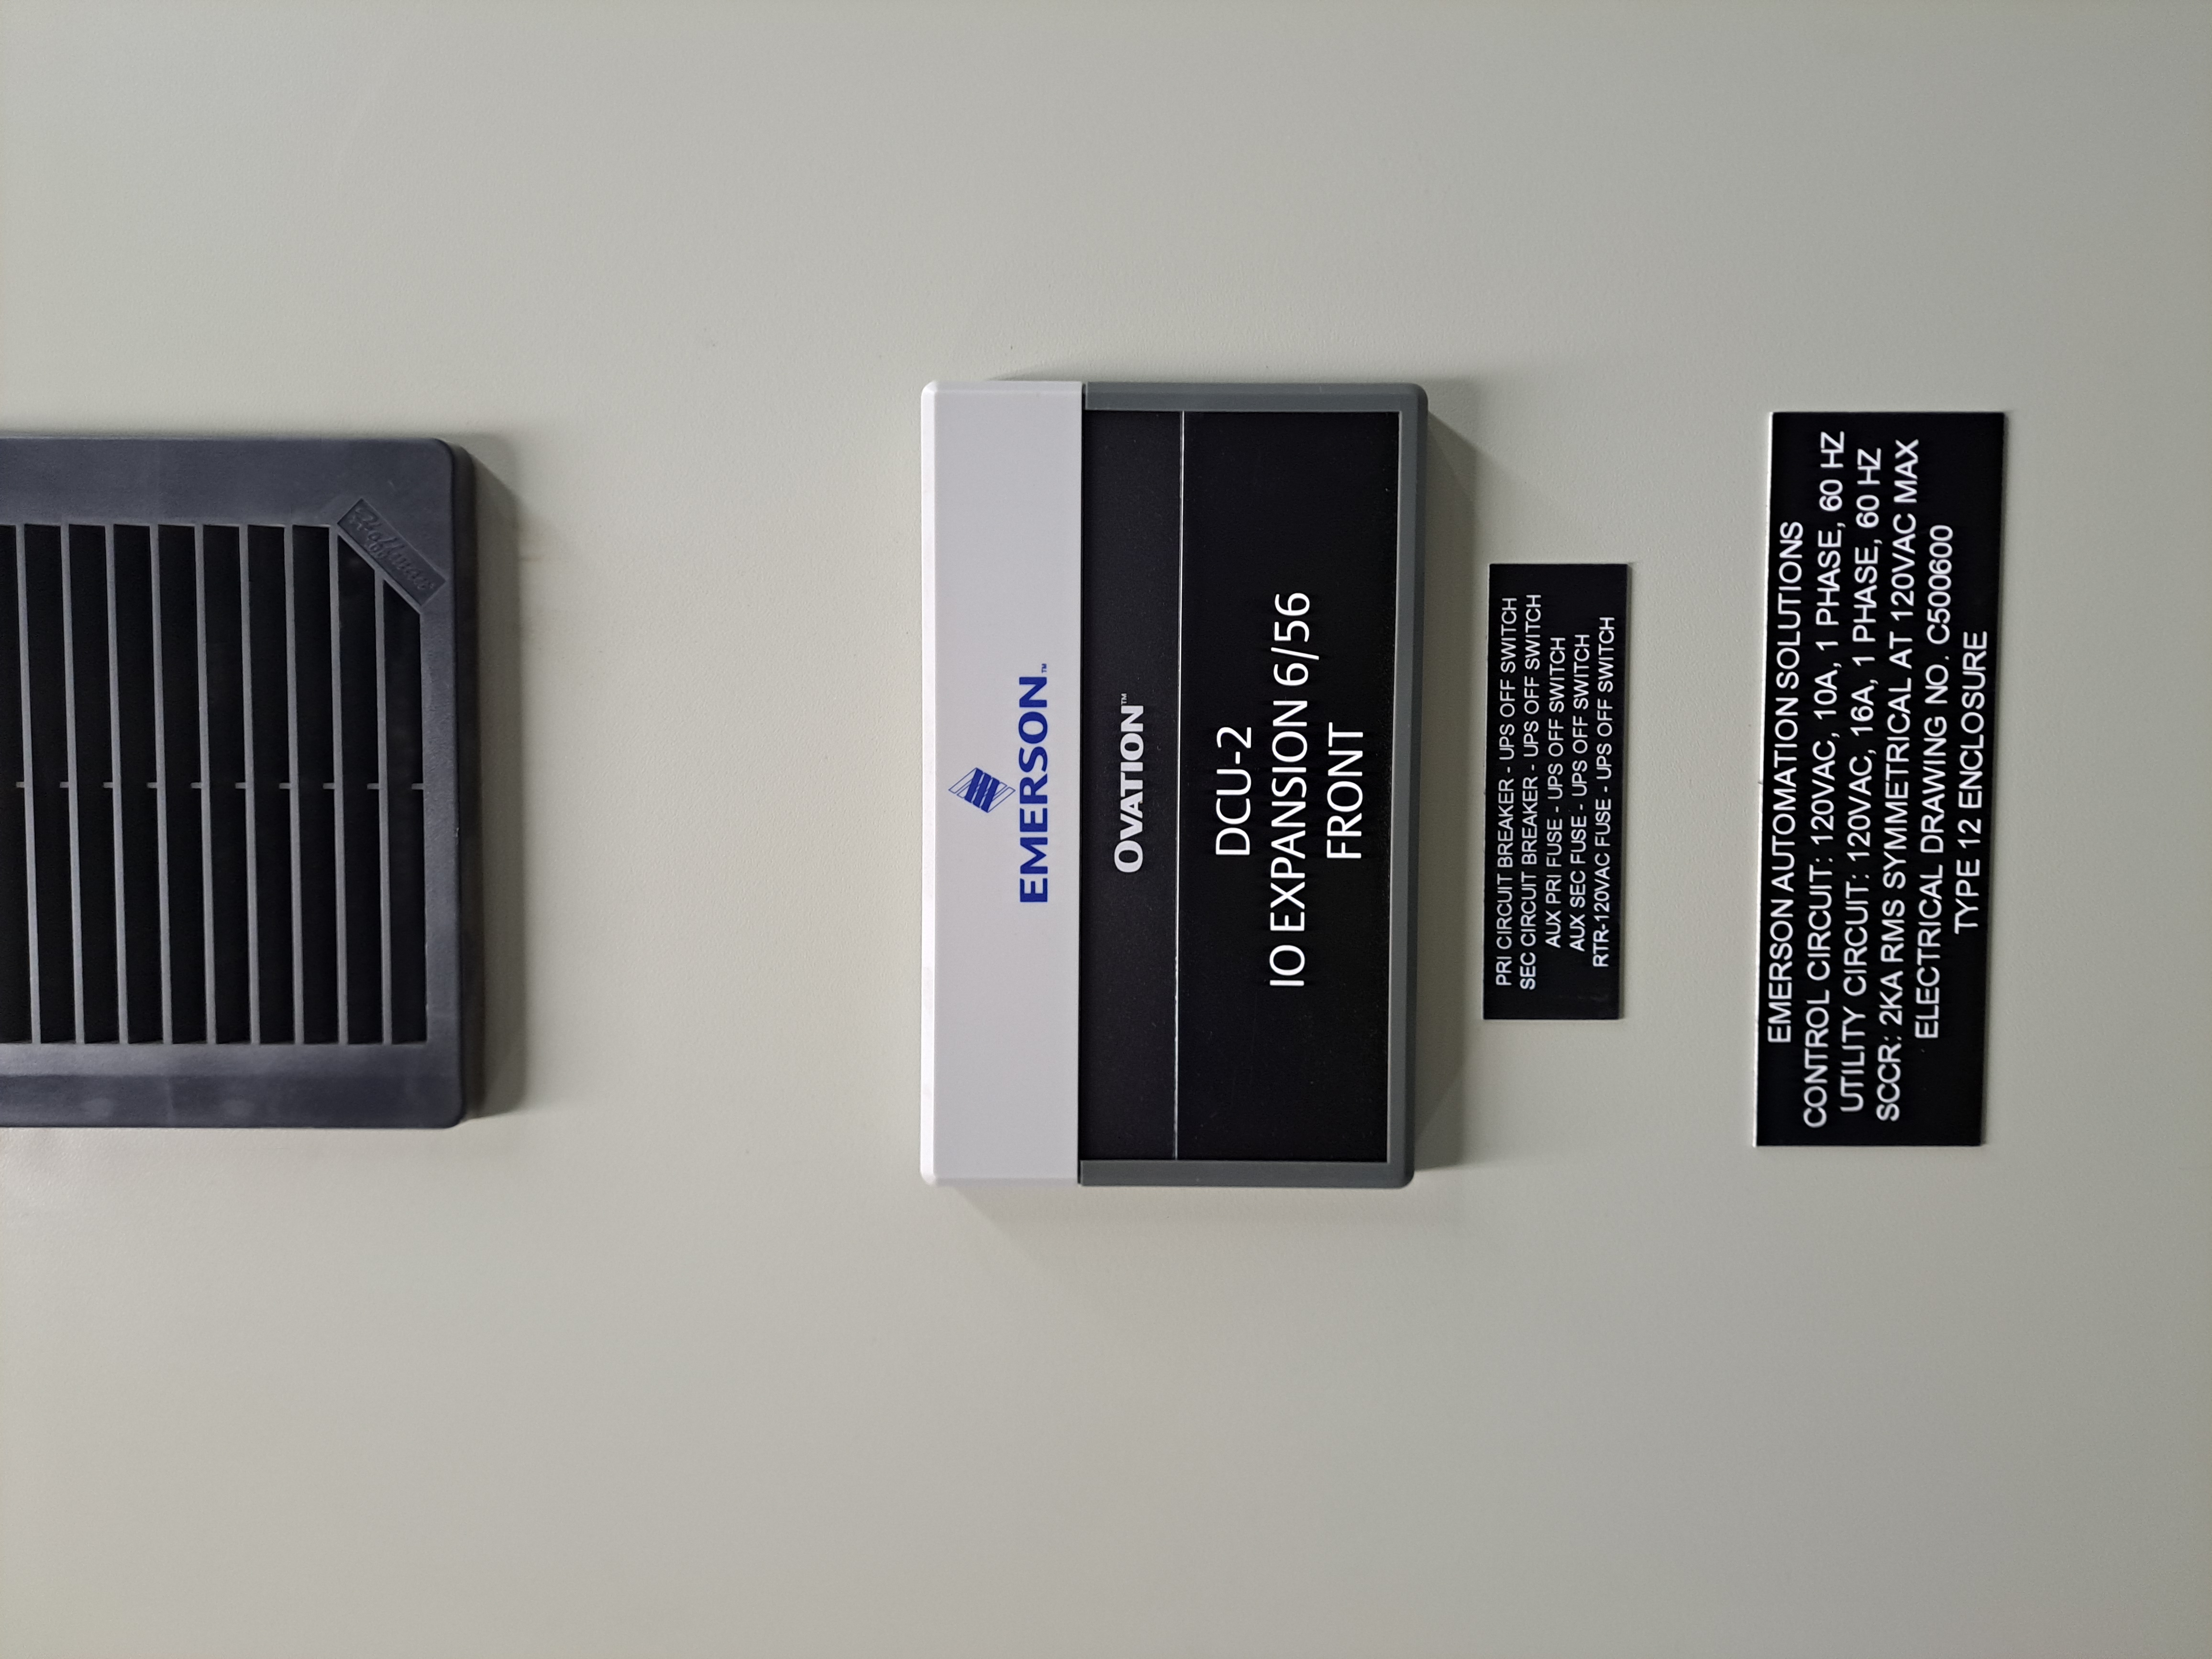 Hoffman
EMERSON™
OVATION™
DCU-2
IO EXPANSION 6/56
FRONT
PRI CIRCUIT BREAKER - UPS OFF SWITCH
SEC CIRCUIT BREAKER - UPS OFF SWITCH
AUX PRI FUSE - UPS OFF SWITCH
AUX SEC FUSE - UPS OFF SWITCH
RTR-120VAC FUSE - UPS OFF SWITCH
EMERSON AUTOMATION SOLUTIONS
CONTROL CIRCUIT: 120VAC, 10A, 1 PHASE, 60 HZ
UTILITY CIRCUIT: 120VAC, 16A, 1 PHASE, 60 HZ
SCCR: 2KA RMS SYMMETRICAL AT 120VAC MAX
ELECTRICAL DRAWING NO. C500600
TYPE 12 ENCLOSURE